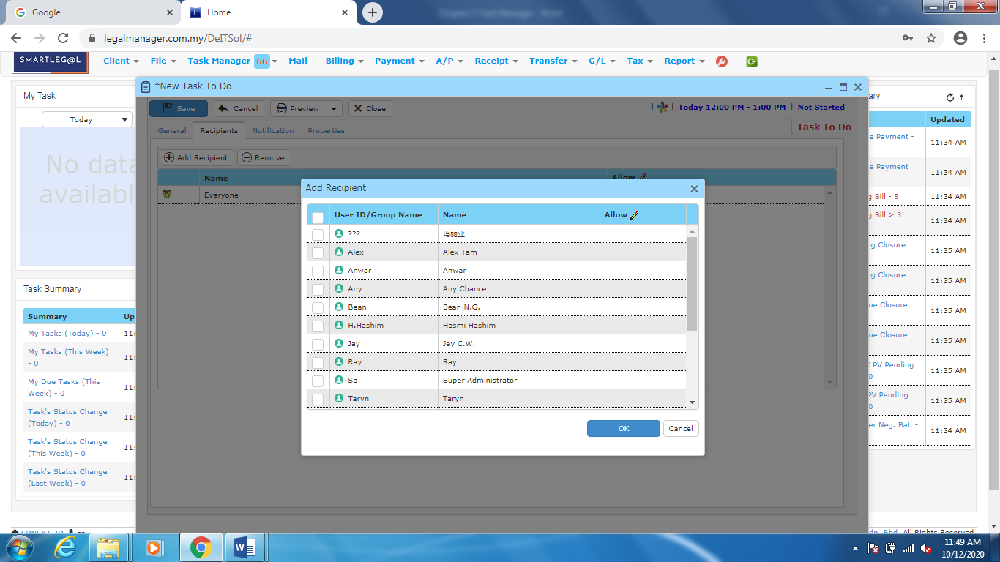 Google
Home
legalmanager.com.my/DeITSol/#
SMARTLEG@L
Client File Task Manager 66 Mail Billing Payment A/P Receipt Transfer G/L Tax Report
My Task
Today
No data
availabl
Task Summary
Summary Up
My Tasks (Today) - 0 11:
My Tasks (This Week)
- 0 11:
My Due Tasks (This
Week) - 0 11:
Task's Status Change
(Today) - 0 11:
Task's Status Change
(This Week) - 0 11:
Task's Status Change
(Last Week) - 0 11:
*New Task To Do
Save Cancel Preview Close
| | Today 12:00 PM - 1:00 PM | Not Started
General Recipients Notification Properties
Task To Do
Add Recipient Remove
Name Allow
Everyone
Add Recipient
User ID/Group Name Name Allow
??? 玛丽亚
Alex Alex Tam
Anwar Anwar
Any Any Chance
Bean Bean N.G.
H.Hashim Hasmi Hashim
Jay Jay C.W.
Ray Ray
Sa Super Administrator
Taryn Taryn
OK Cancel
ary
Updated
e Payment - 11:34 AM
e Payment 11:34 AM
g Bill - 8 11:34 AM
g Bill > 3 11:34 AM
ng Closure 11:35 AM
ng Closure 11:35 AM
ue Closure 11:35 AM
ue Closure 11:35 AM
PV Pending
0 11:35 AM
PV Pending
0 11:35 AM
er Neg. Bal. - 11:34 AM
dn. Bhd. All Rights Reserved
11:49 AM
10/12/2020